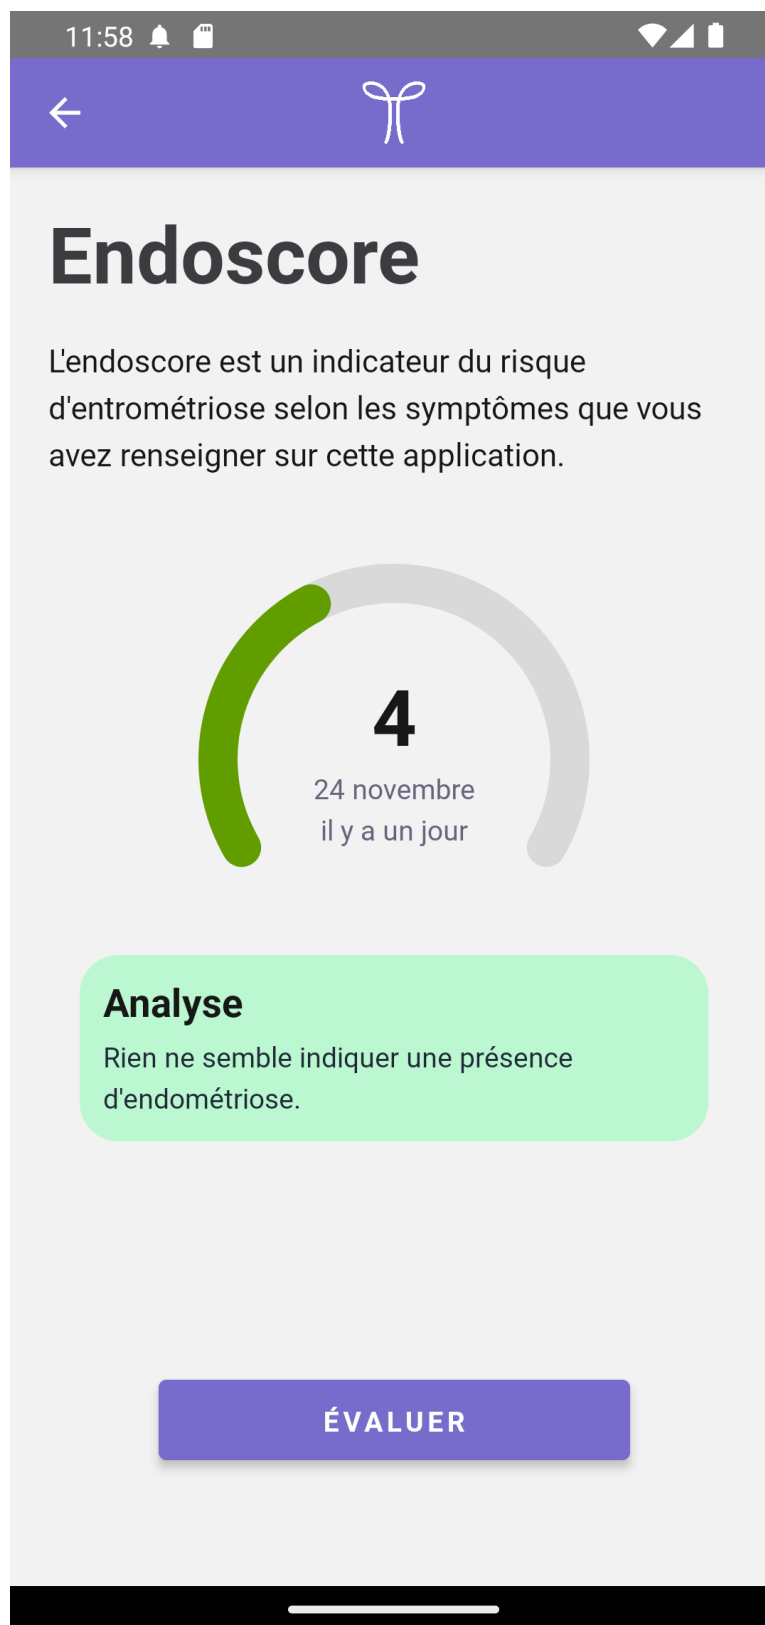 11:58
Endoscore
L'endoscore est un indicateur du risque
d'entrométriose selon les symptômes que vous
avez renseigner sur cette application.
4
24 novembre
il y a un jour
Analyse
Rien ne semble indiquer une présence
d'endométriose.
ÉVALUER